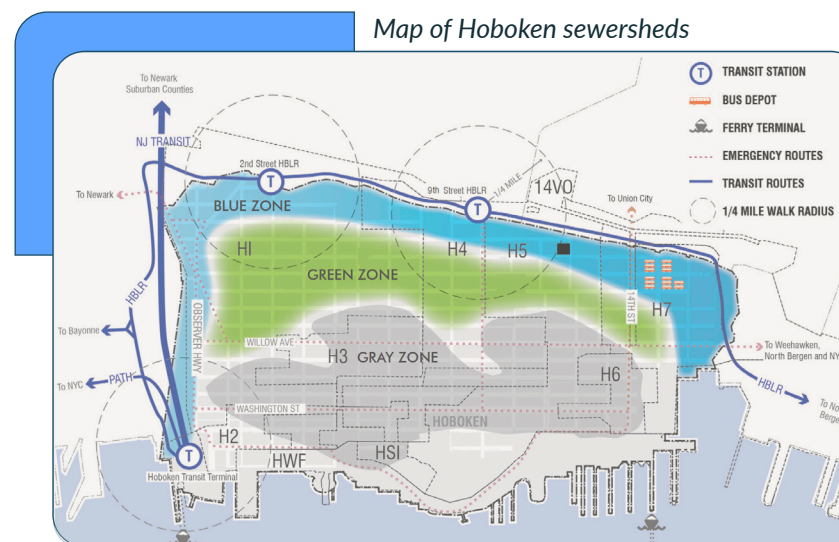 Map of Hoboken sewersheds
To Newark
Suburban Counties
NJ TRANSIT
2nd Street HBLR
T
9th Street HBLR
T
1/4 MILE
14VO
To Union City
T TRANSIT STATION
BUS DEPOT
FERRY TERMINAL
EMERGENCY ROUTES
TRANSIT ROUTES
1/4 MILE WALK RADIUS
To Newark
BLUE ZONE
HI
H4
H5
GREEN ZONE
HBLR
OBSERVER HWY
14TH ST
H7
To Bayonne
WILLOW AVE
To Weehawken,
North Bergen and NY
H3
GRAY ZONE
H6
To NYC
PATH
HBLR
WASHINGTON ST
HOBOKEN
To No
Berge
H2
HSI
HWF
T
Hoboken Transit Terminal